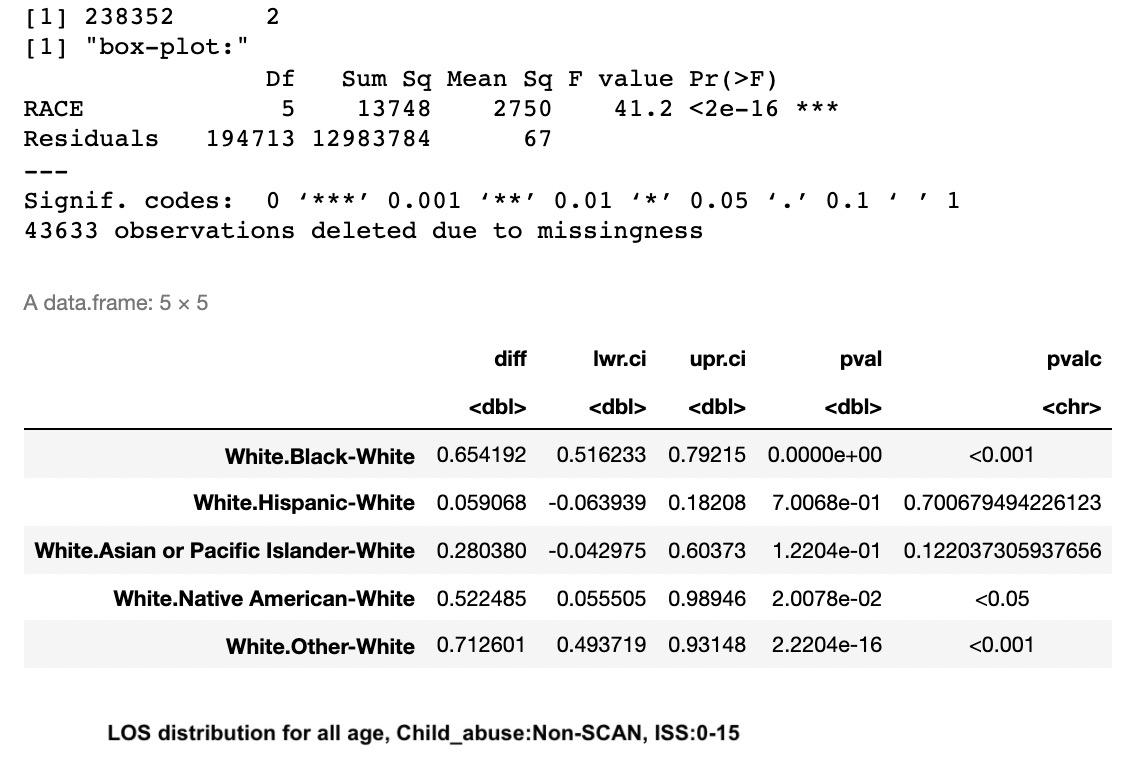 [1] 238352      2
[1] "box-plot:"
                Df   Sum Sq Mean Sq F value Pr(>F)
RACE             5    13748    2750    41.2 <2e-16 ***
Residuals   194713 12983784      67
---
Signif. codes:  0 ‘***’ 0.001 ‘**’ 0.01 ‘*’ 0.05 ‘.’ 0.1 ‘ ’ 1
43633 observations deleted due to missingness
A data.frame: 5 × 5
diff lwr.ci upr.ci pval pvalc
<dbl> <dbl> <dbl> <dbl> <chr>
White.Black-White 0.654192 0.516233 0.79215 0.0000e+00 <0.001
White.Hispanic-White 0.059068 -0.063939 0.18208 7.0068e-01 0.700679494226123
White.Asian or Pacific Islander-White 0.280380 -0.042975 0.60373 1.2204e-01 0.122037305937656
White.Native American-White 0.522485 0.055505 0.98946 2.0078e-02 <0.05
White.Other-White 0.712601 0.493719 0.93148 2.2204e-16 <0.001
LOS distribution for all age, Child_abuse:Non-SCAN, ISS:0-15